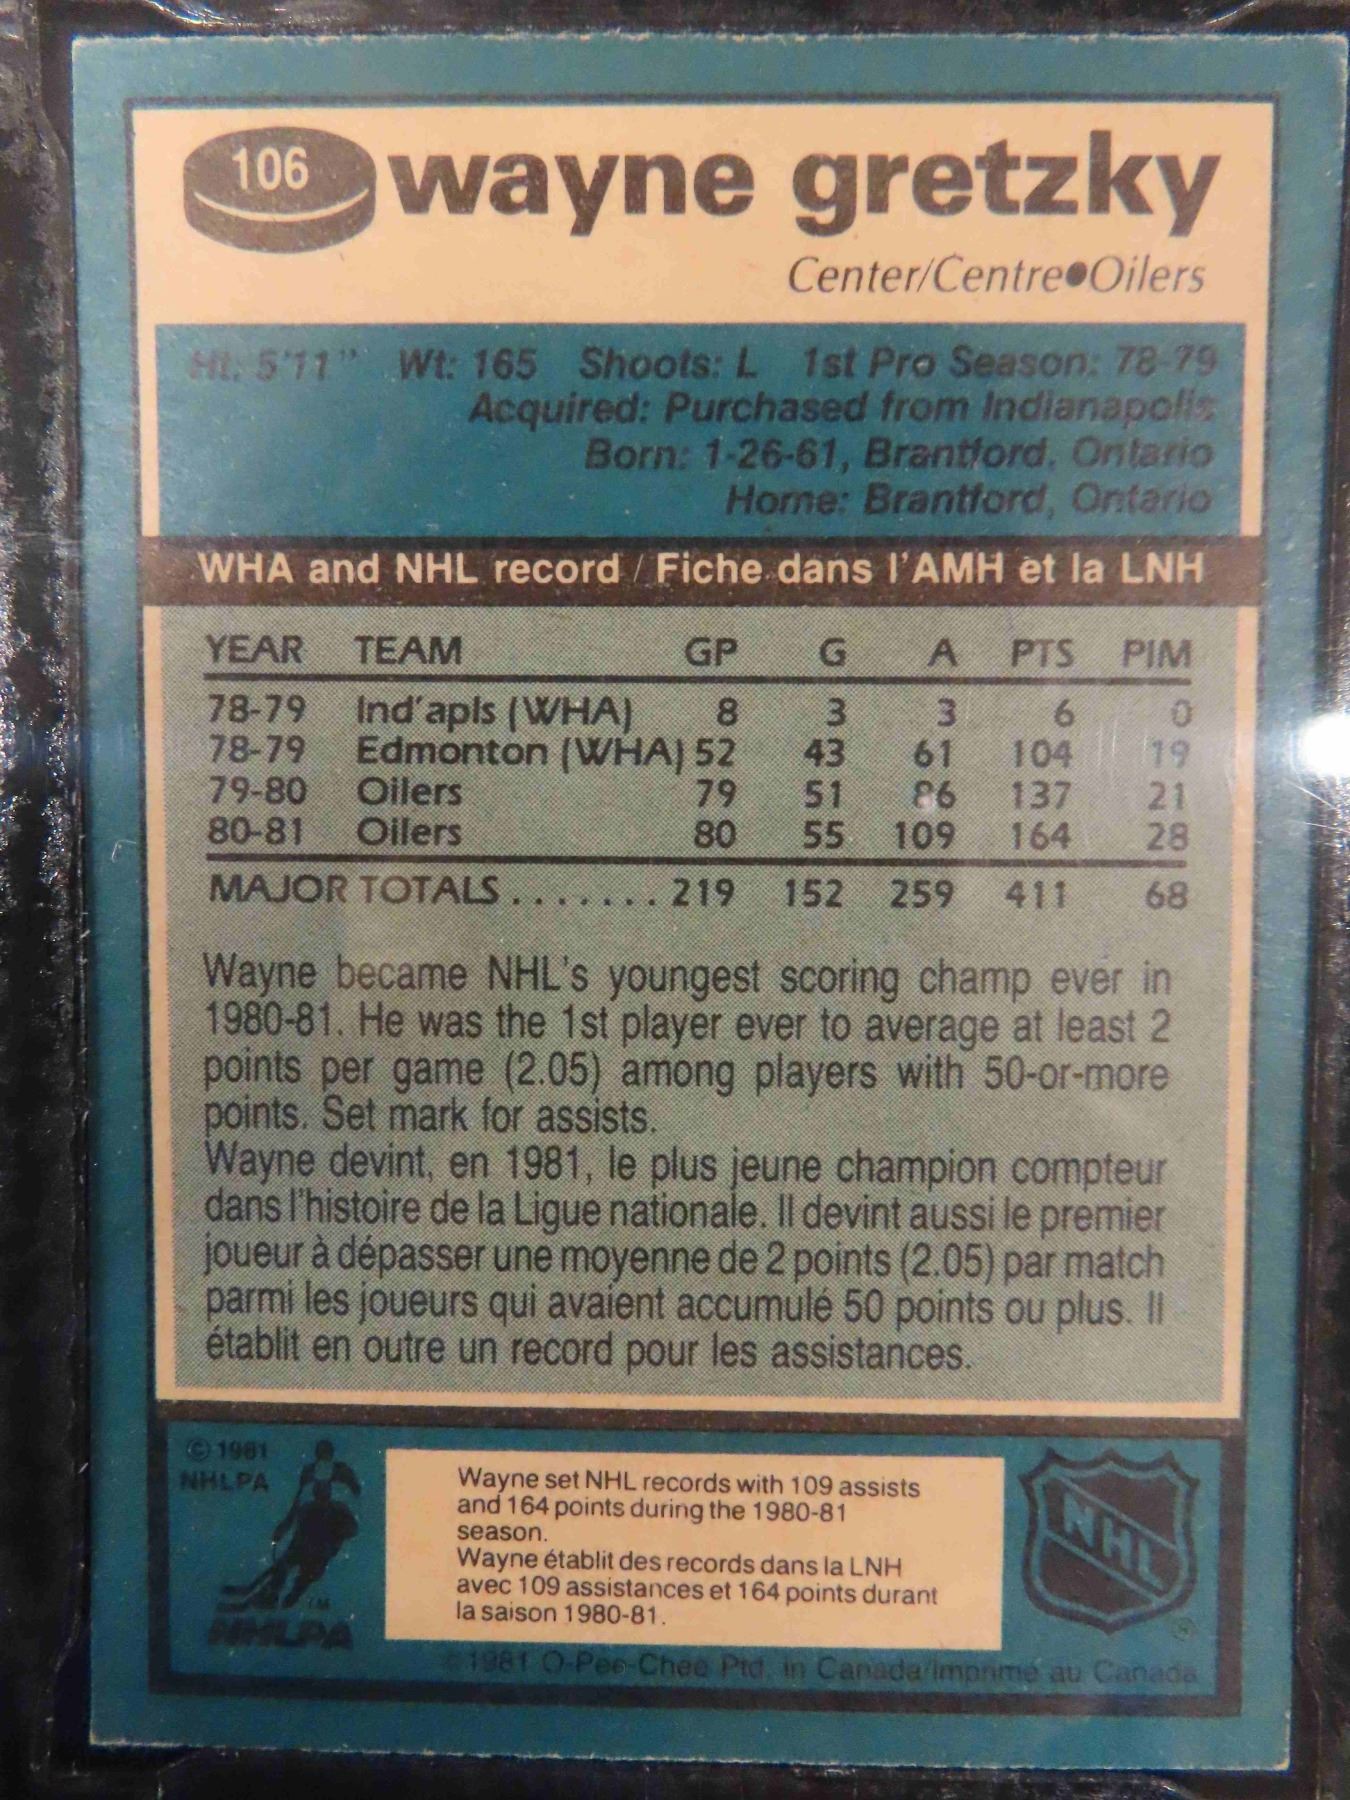 106 wayne gretzky
Center/Centre●Oilers
Ht: 5'11" Wt: 165 Shoots: L 1st Pro Season: 78-79
Acquired: Purchased from Indianapolis
Born: 1-26-61, Brantford, Ontario
Home: Brantford, Ontario
WHA and NHL record / Fiche dans l'AMH et la LNH
YEAR TEAM GP G A PTS PIM
78-79 Ind'apls (WHA) 8 3 3 6 0
78-79 Edmonton (WHA) 52 43 61 104 19
79-80 Oilers 79 51 86 137 21
80-81 Oilers 80 55 109 164 28
MAJOR TOTALS....... 219 152 259 411 68
Wayne became NHL's youngest scoring champ ever in
1980-81. He was the 1st player ever to average at least 2
points per game (2.05) among players with 50-or-more
points. Set mark for assists.
Wayne devint, en 1981, le plus jeune champion compteur
dans l'histoire de la Ligue nationale. Il devint aussi le premier
joueur à dépasser une moyenne de 2 points (2.05) par match
parmi les joueurs qui avaient accumulé 50 points ou plus. Il
établit en outre un record pour les assistances.
© 1981
NHLPA
TM
NHLPA
Wayne set NHL records with 109 assists
and 164 points during the 1980-81
season.
Wayne établit des records dans la LNH
avec 109 assistances et 164 points durant
la saison 1980-81.
NHL
®
© 1981 O-Pee-Chee Ptd. in Canada/Imprimé au Canada